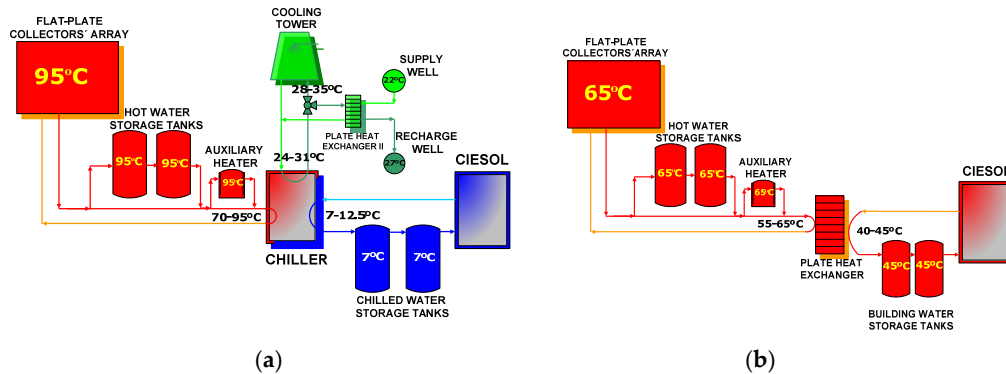 FLAT-PLATE
COLLECTORS´ ARRAY
95ºC
HOT WATER
STORAGE TANKS
95ºC
95ºC
AUXILIARY
HEATER
95ºC
70–95ºC
COOLING
TOWER
28-35ºC
SUPPLY
WELL
22ºC
PLATE HEAT
EXCHANGER II
RECHARGE
WELL
27ºC
24–31ºC
CHILLER
7–12.5ºC
CIESOL
7ºC
7ºC
CHILLED WATER
STORAGE TANKS
(a)
FLAT-PLATE
COLLECTORS´ARRAY
65ºC
HOT WATER
STORAGE TANKS
65ºC
65ºC
AUXILIARY
HEATER
65ºC
55–65ºC
PLATE HEAT
EXCHANGER
40–45ºC
CIESOL
45ºC
45ºC
BUILDING WATER
STORAGE TANKS
(b)